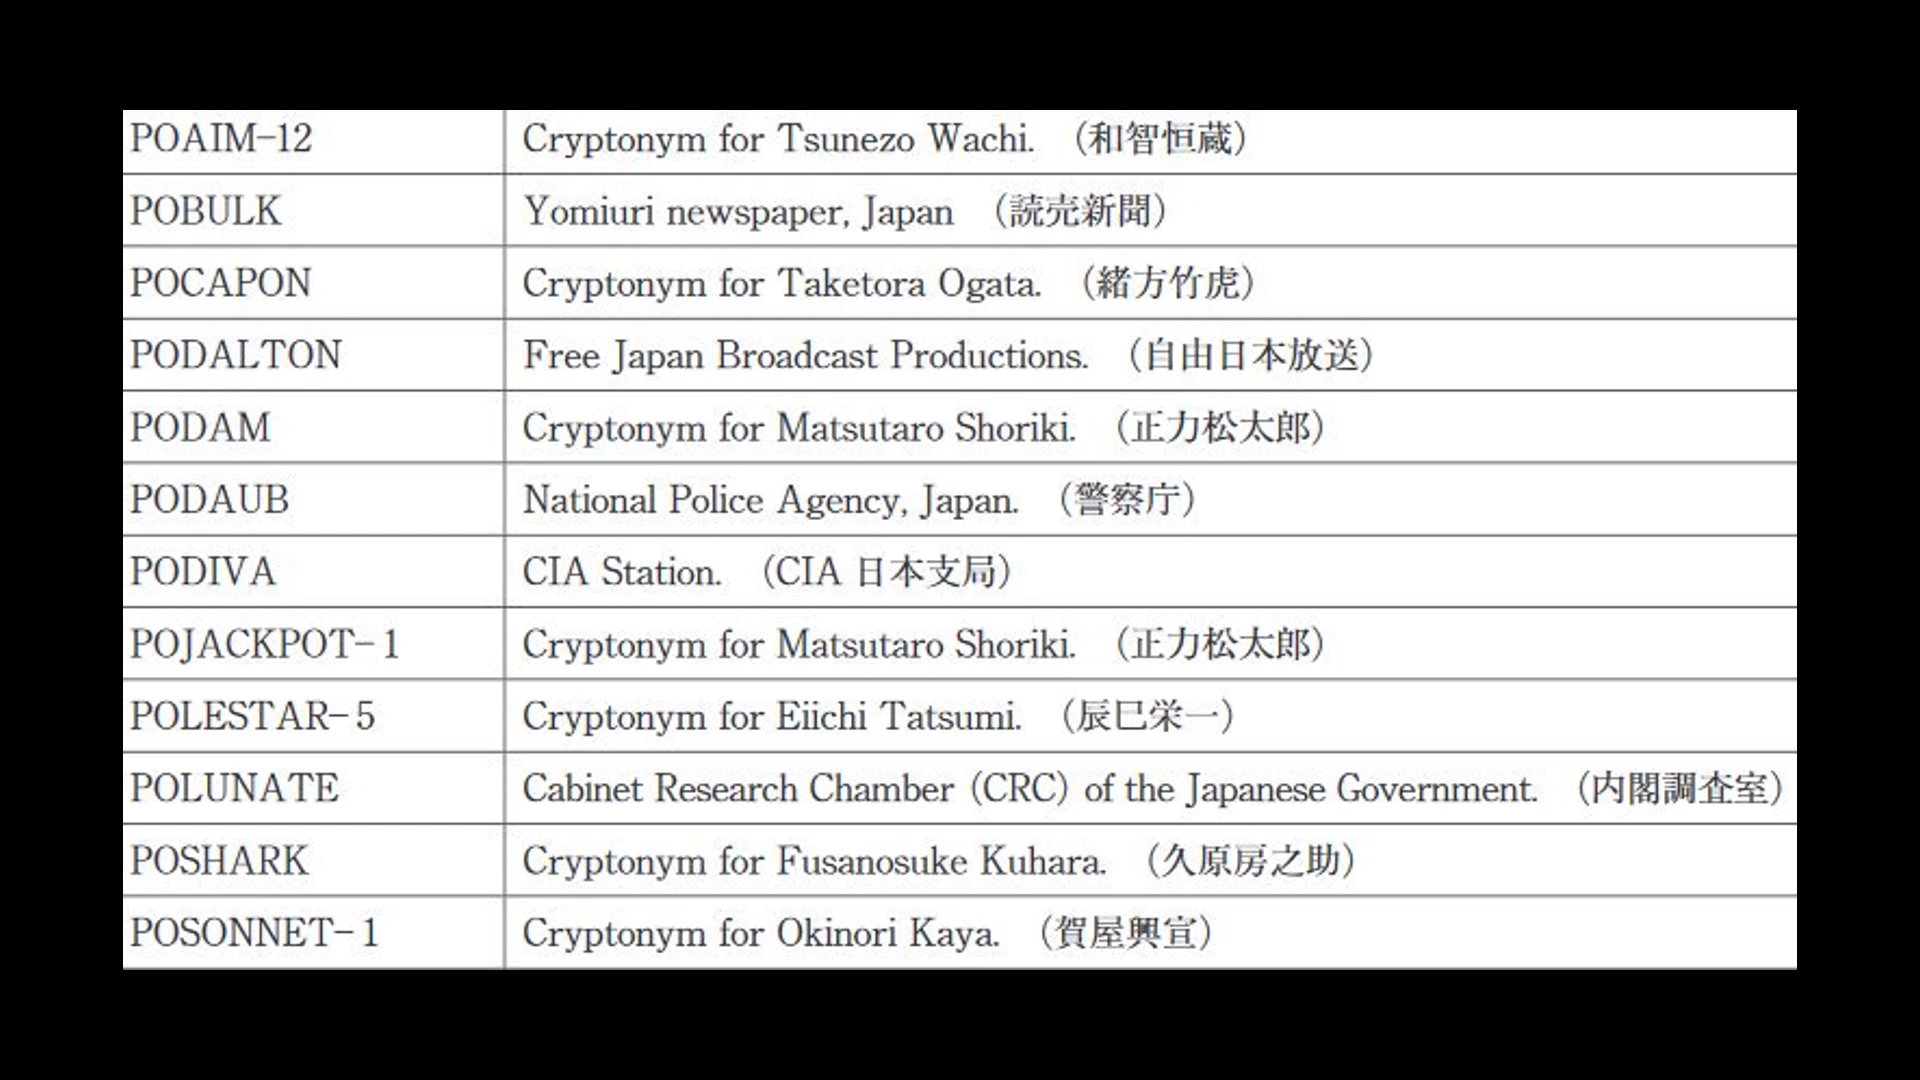 POAIM-12 Cryptonym for Tsunezo Wachi. （和智恒蔵）
POBULK Yomiuri newspaper, Japan （読売新聞）
POCAPON Cryptonym for Taketora Ogata. （緒方竹虎）
PODALTON Free Japan Broadcast Productions. （自由日本放送）
PODAM Cryptonym for Matsutaro Shoriki. （正力松太郎）
PODAUB National Police Agency, Japan. （警察庁）
PODIVA CIA Station. （CIA 日本支局）
POJACKPOT-1 Cryptonym for Matsutaro Shoriki. （正力松太郎）
POLESTAR-5 Cryptonym for Eiichi Tatsumi. （辰巳栄一）
POLUNATE Cabinet Research Chamber (CRC) of the Japanese Government. （内閣調査室）
POSHARK Cryptonym for Fusanosuke Kuhara. （久原房之助）
POSONNET-1 Cryptonym for Okinori Kaya. （賀屋興宣）